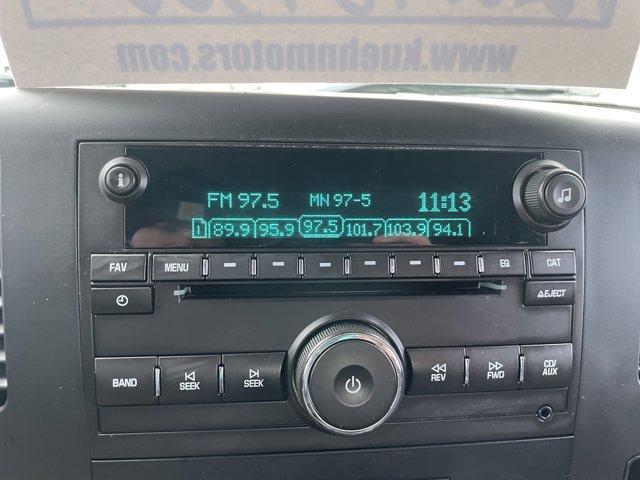 www.kuehnmotors.com
FM 97.5 MN 97-5 11:13
1 89.9 95.9 97.5 101.7 103.9 94.1
FAV MENU EQ CAT
EJECT
BAND SEEK SEEK REV FWD CD/AUX